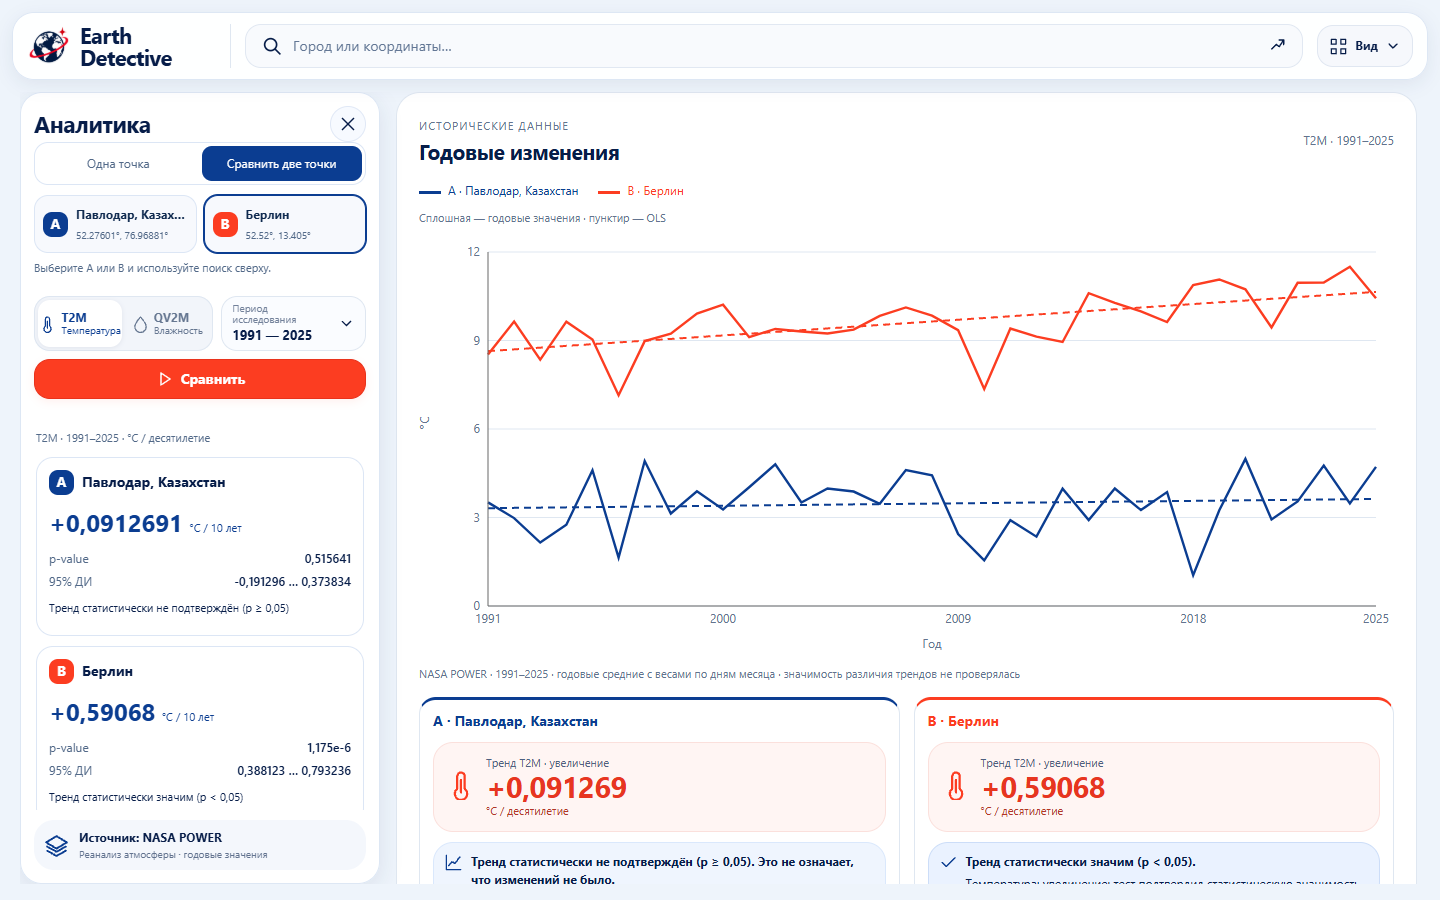 Earth
Detective
Город или координаты...
Вид
Аналитика
Одна точка
Сравнить две точки
A
Павлодар, Казах...
52.27601°, 76.96881°
B
Берлин
52.52°, 13.405°
Выберите A или B и используйте поиск сверху.
T2M
Температура
QV2M
Влажность
Период
исследования
1991 — 2025
Сравнить
T2M · 1991–2025 · °C / десятилетие
A
Павлодар, Казахстан
+0,0912691 °C / 10 лет
p-value 0,515641
95% ДИ -0,191296 ... 0,373834
Тренд статистически не подтверждён (p ≥ 0,05)
B
Берлин
+0,59068 °C / 10 лет
p-value 1,175e-6
95% ДИ 0,388123 ... 0,793236
Тренд статистически значим (p < 0,05)
Источник: NASA POWER
Реанализ атмосферы · годовые значения
ИСТОРИЧЕСКИЕ ДАННЫЕ
Годовые изменения
T2M · 1991–2025
A · Павлодар, Казахстан
B · Берлин
Сплошная — годовые значения · пунктир — OLS
12
9
6
3
0
°C
1991
2000
2009
2018
2025
Год
NASA POWER · 1991–2025 · годовые средние с весами по дням месяца · значимость различия трендов не проверялась
A · Павлодар, Казахстан
Тренд T2M · увеличение
+0,091269
°C / десятилетие
Тренд статистически не подтверждён (p ≥ 0,05). Это не означает,
что изменений не было.
B · Берлин
Тренд T2M · увеличение
+0,59068
°C / десятилетие
Тренд статистически значим (p < 0,05).